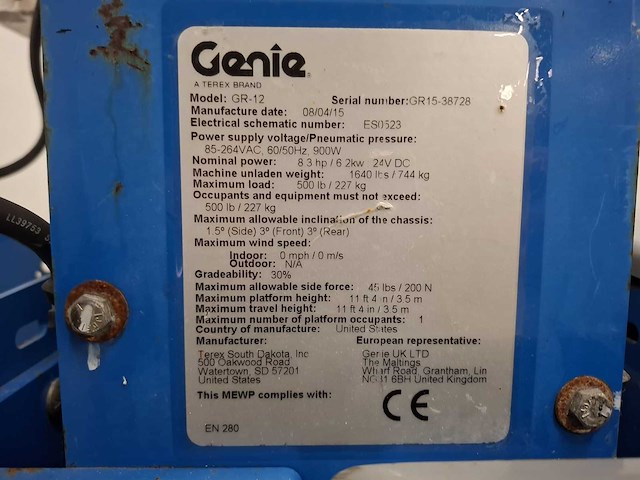 Genie
A TEREX BRAND
Model: GR-12 Serial number:GR15-38728
Manufacture date: 08/04/15
Electrical schematic number: ES0523
Power supply voltage/Pneumatic pressure:
85-264VAC, 60/50Hz, 900W
Nominal power: 8.3 hp / 6.2kw 24V DC
Machine unladen weight: 1640 lbs / 744 kg
Maximum load: 500 lb / 227 kg
Occupants and equipment must not exceed:
500 lb / 227 kg
Maximum allowable inclination of the chassis:
1.5º (Side) 3º (Front) 3º (Rear)
Maximum wind speed:
Indoor: 0 mph / 0 m/s
Outdoor: N/A
Gradeability: 30%
Maximum allowable side force: 45 lbs / 200 N
Maximum platform height: 11 ft 4 in / 3.5 m
Maximum travel height: 11 ft 4 in / 3.5 m
Maximum number of platform occupants: 1
Country of manufacture: United States
Manufacturer: European representative:
Terex South Dakota, Inc Genie UK LTD
500 Oakwood Road The Maltings
Watertown, SD 57201 Wharf Road, Grantham, Lin
United States NG31 6BH United Kingdom
This MEWP complies with: CE
EN 280
LL39753